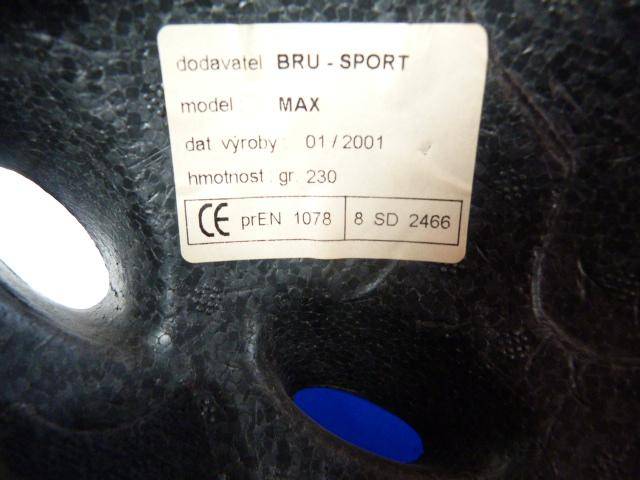 dodavatel BRU - SPORT
model : MAX
dat. výroby : 01 / 2001
hmotnost : gr. 230
CE prEN 1078 8 SD 2466